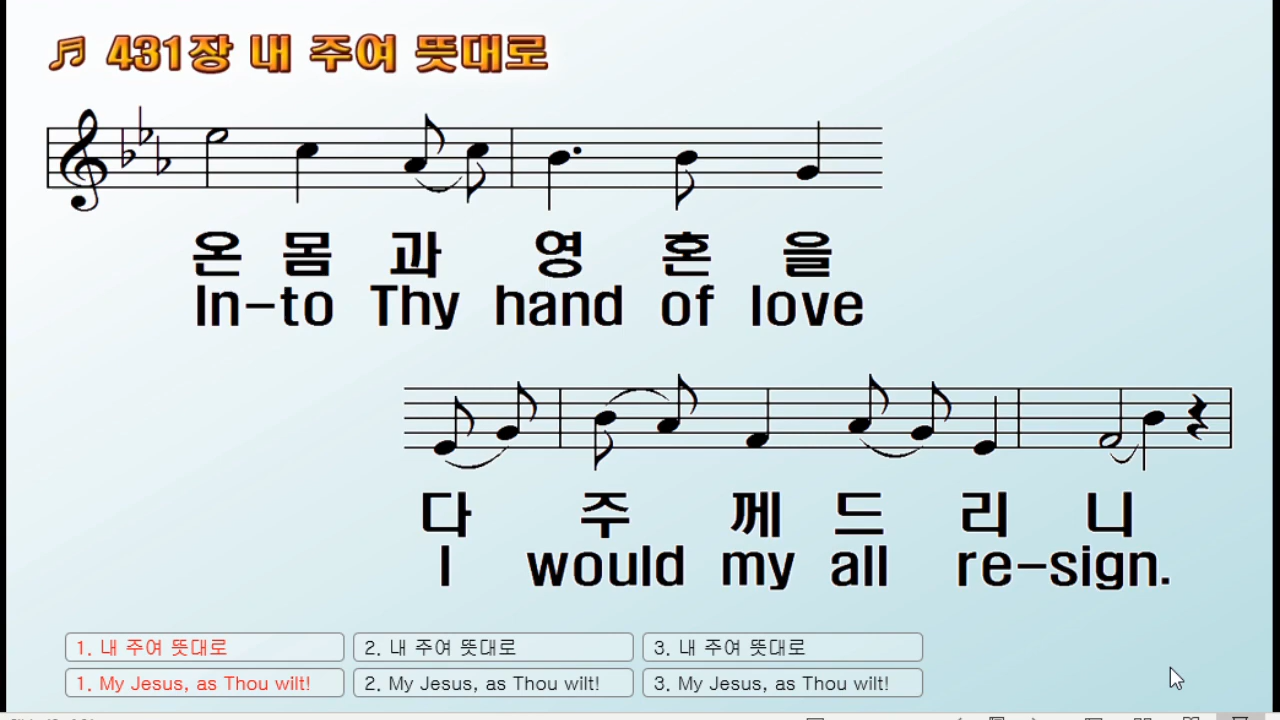 ♬ 431장 내 주여 뜻대로
온 몸 과 영 혼 을
In-to Thy hand of love
다 주 께 드 리 니
I would my all re-sign.
1. 내 주여 뜻대로 2. 내 주여 뜻대로 3. 내 주여 뜻대로
1. My Jesus, as Thou wilt! 2. My Jesus, as Thou wilt! 3. My Jesus, as Thou wilt!